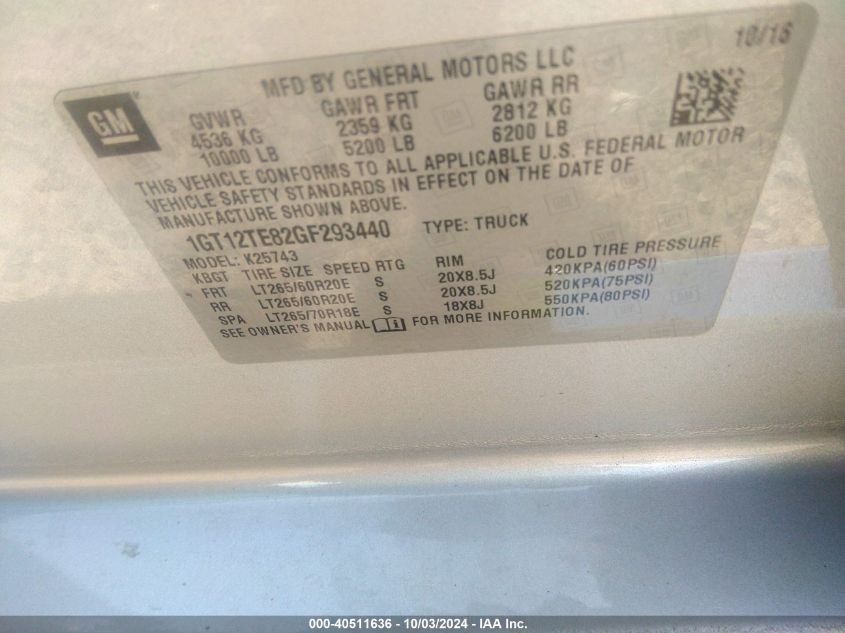 10/15
MFD BY GENERAL MOTORS LLC
GM
GVWR GAWR FRT GAWR RR
4536 KG 2359 KG 2812 KG
10000 LB 5200 LB 6200 LB
THIS VEHICLE CONFORMS TO ALL APPLICABLE U.S. FEDERAL MOTOR
VEHICLE SAFETY STANDARDS IN EFFECT ON THE DATE OF
MANUFACTURE SHOWN ABOVE.
1GT12TE82GF293440 TYPE: TRUCK
MODEL: K25743
KBGT TIRE SIZE SPEED RTG RIM COLD TIRE PRESSURE
FRT LT265/60R20E S 20X8.5J 420KPA(60PSI)
RR LT265/60R20E S 20X8.5J 520KPA(75PSI)
SPA LT265/70R18E S 18X8J 550KPA(80PSI)
SEE OWNER'S MANUAL FOR MORE INFORMATION.
000-40511636 - 10/03/2024 - IAA Inc.